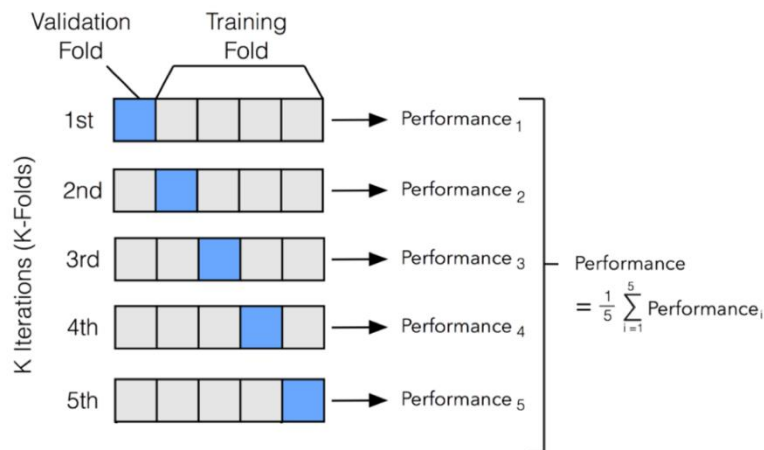 Validation
Fold
Training
Fold
K Iterations (K-Folds)
1st
Performance 1
2nd
Performance 2
3rd
Performance 3
4th
Performance 4
5th
Performance 5
Performance
= 1/5 5∑i=1 Performance i